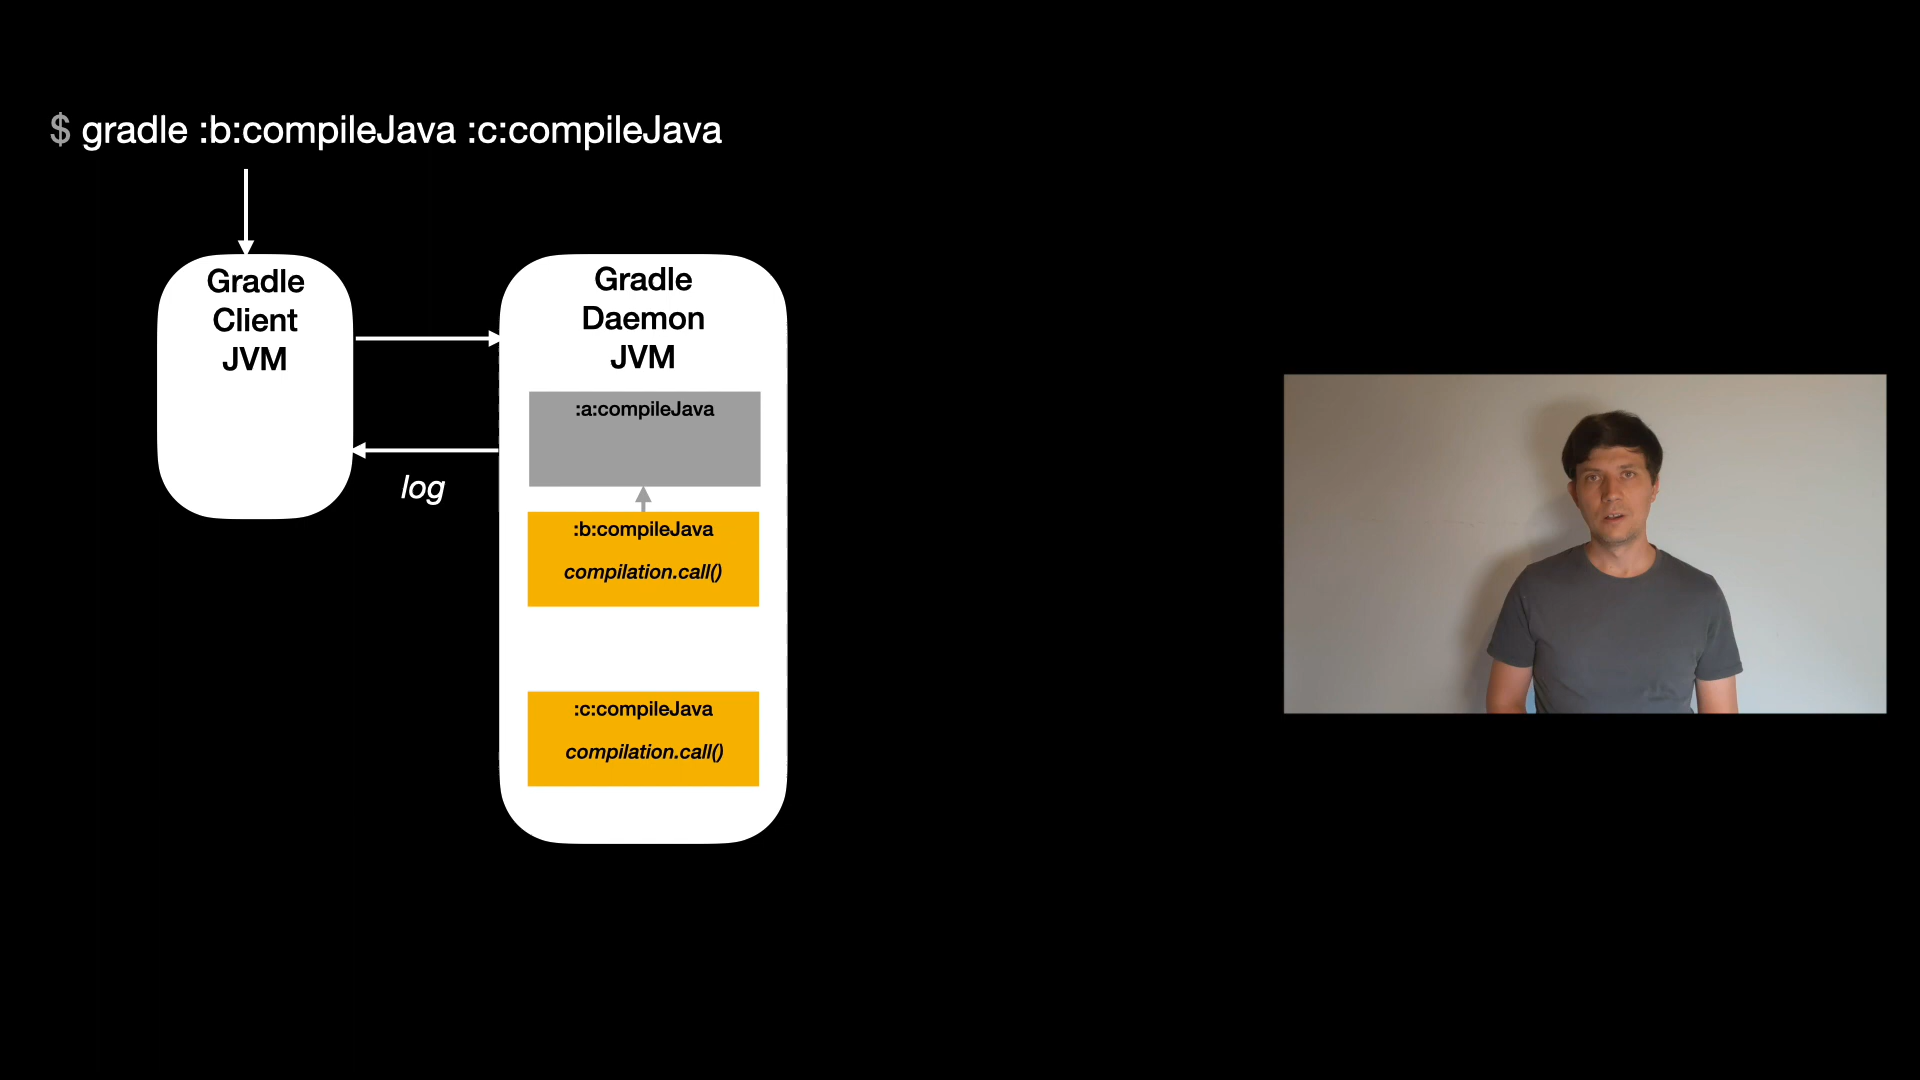 $ gradle :b:compileJava :c:compileJava
Gradle
Client
JVM
Gradle
Daemon
JVM
log
:a:compileJava
:b:compileJava
compilation.call()
:c:compileJava
compilation.call()